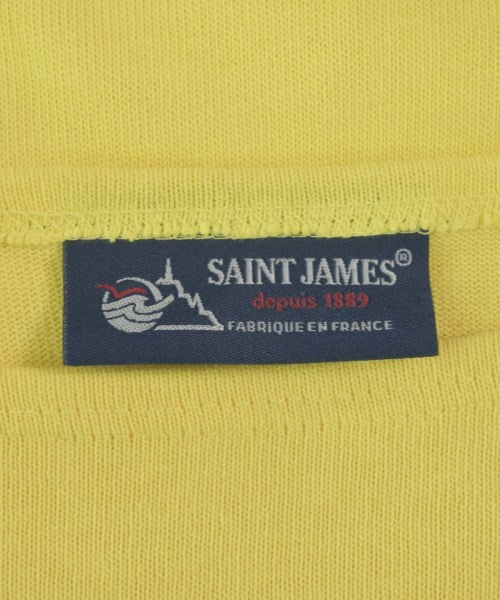 SAINT JAMES®
depuis 1889
FABRIQUE EN FRANCE